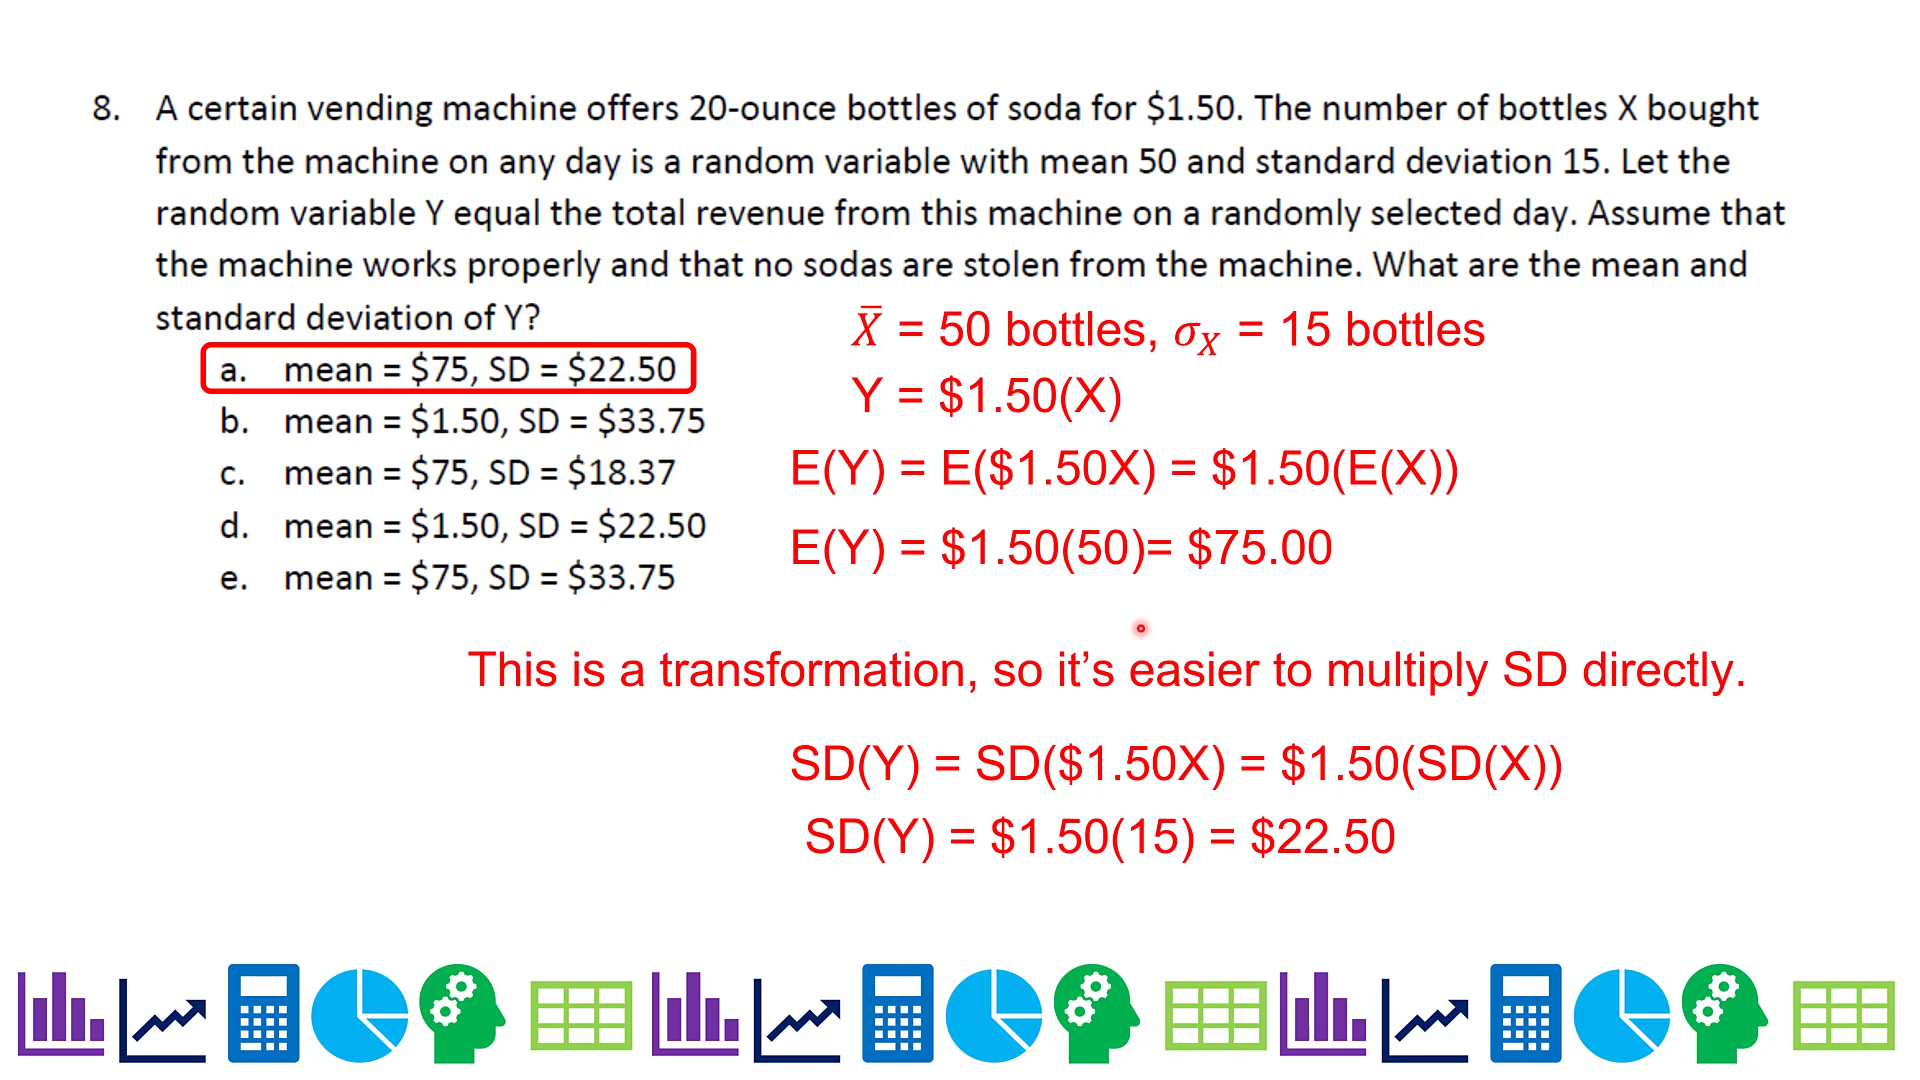 8. A certain vending machine offers 20-ounce bottles of soda for $1.50. The number of bottles X bought
from the machine on any day is a random variable with mean 50 and standard deviation 15. Let the
random variable Y equal the total revenue from this machine on a randomly selected day. Assume that
the machine works properly and that no sodas are stolen from the machine. What are the mean and
standard deviation of Y?
a. mean = $75, SD = $22.50
b. mean = $1.50, SD = $33.75
c. mean = $75, SD = $18.37
d. mean = $1.50, SD = $22.50
e. mean = $75, SD = $33.75
X̅ = 50 bottles, σ_X = 15 bottles
Y = $1.50(X)
E(Y) = E($1.50X) = $1.50(E(X))
E(Y) = $1.50(50)= $75.00
This is a transformation, so it’s easier to multiply SD directly.
SD(Y) = SD($1.50X) = $1.50(SD(X))
SD(Y) = $1.50(15) = $22.50